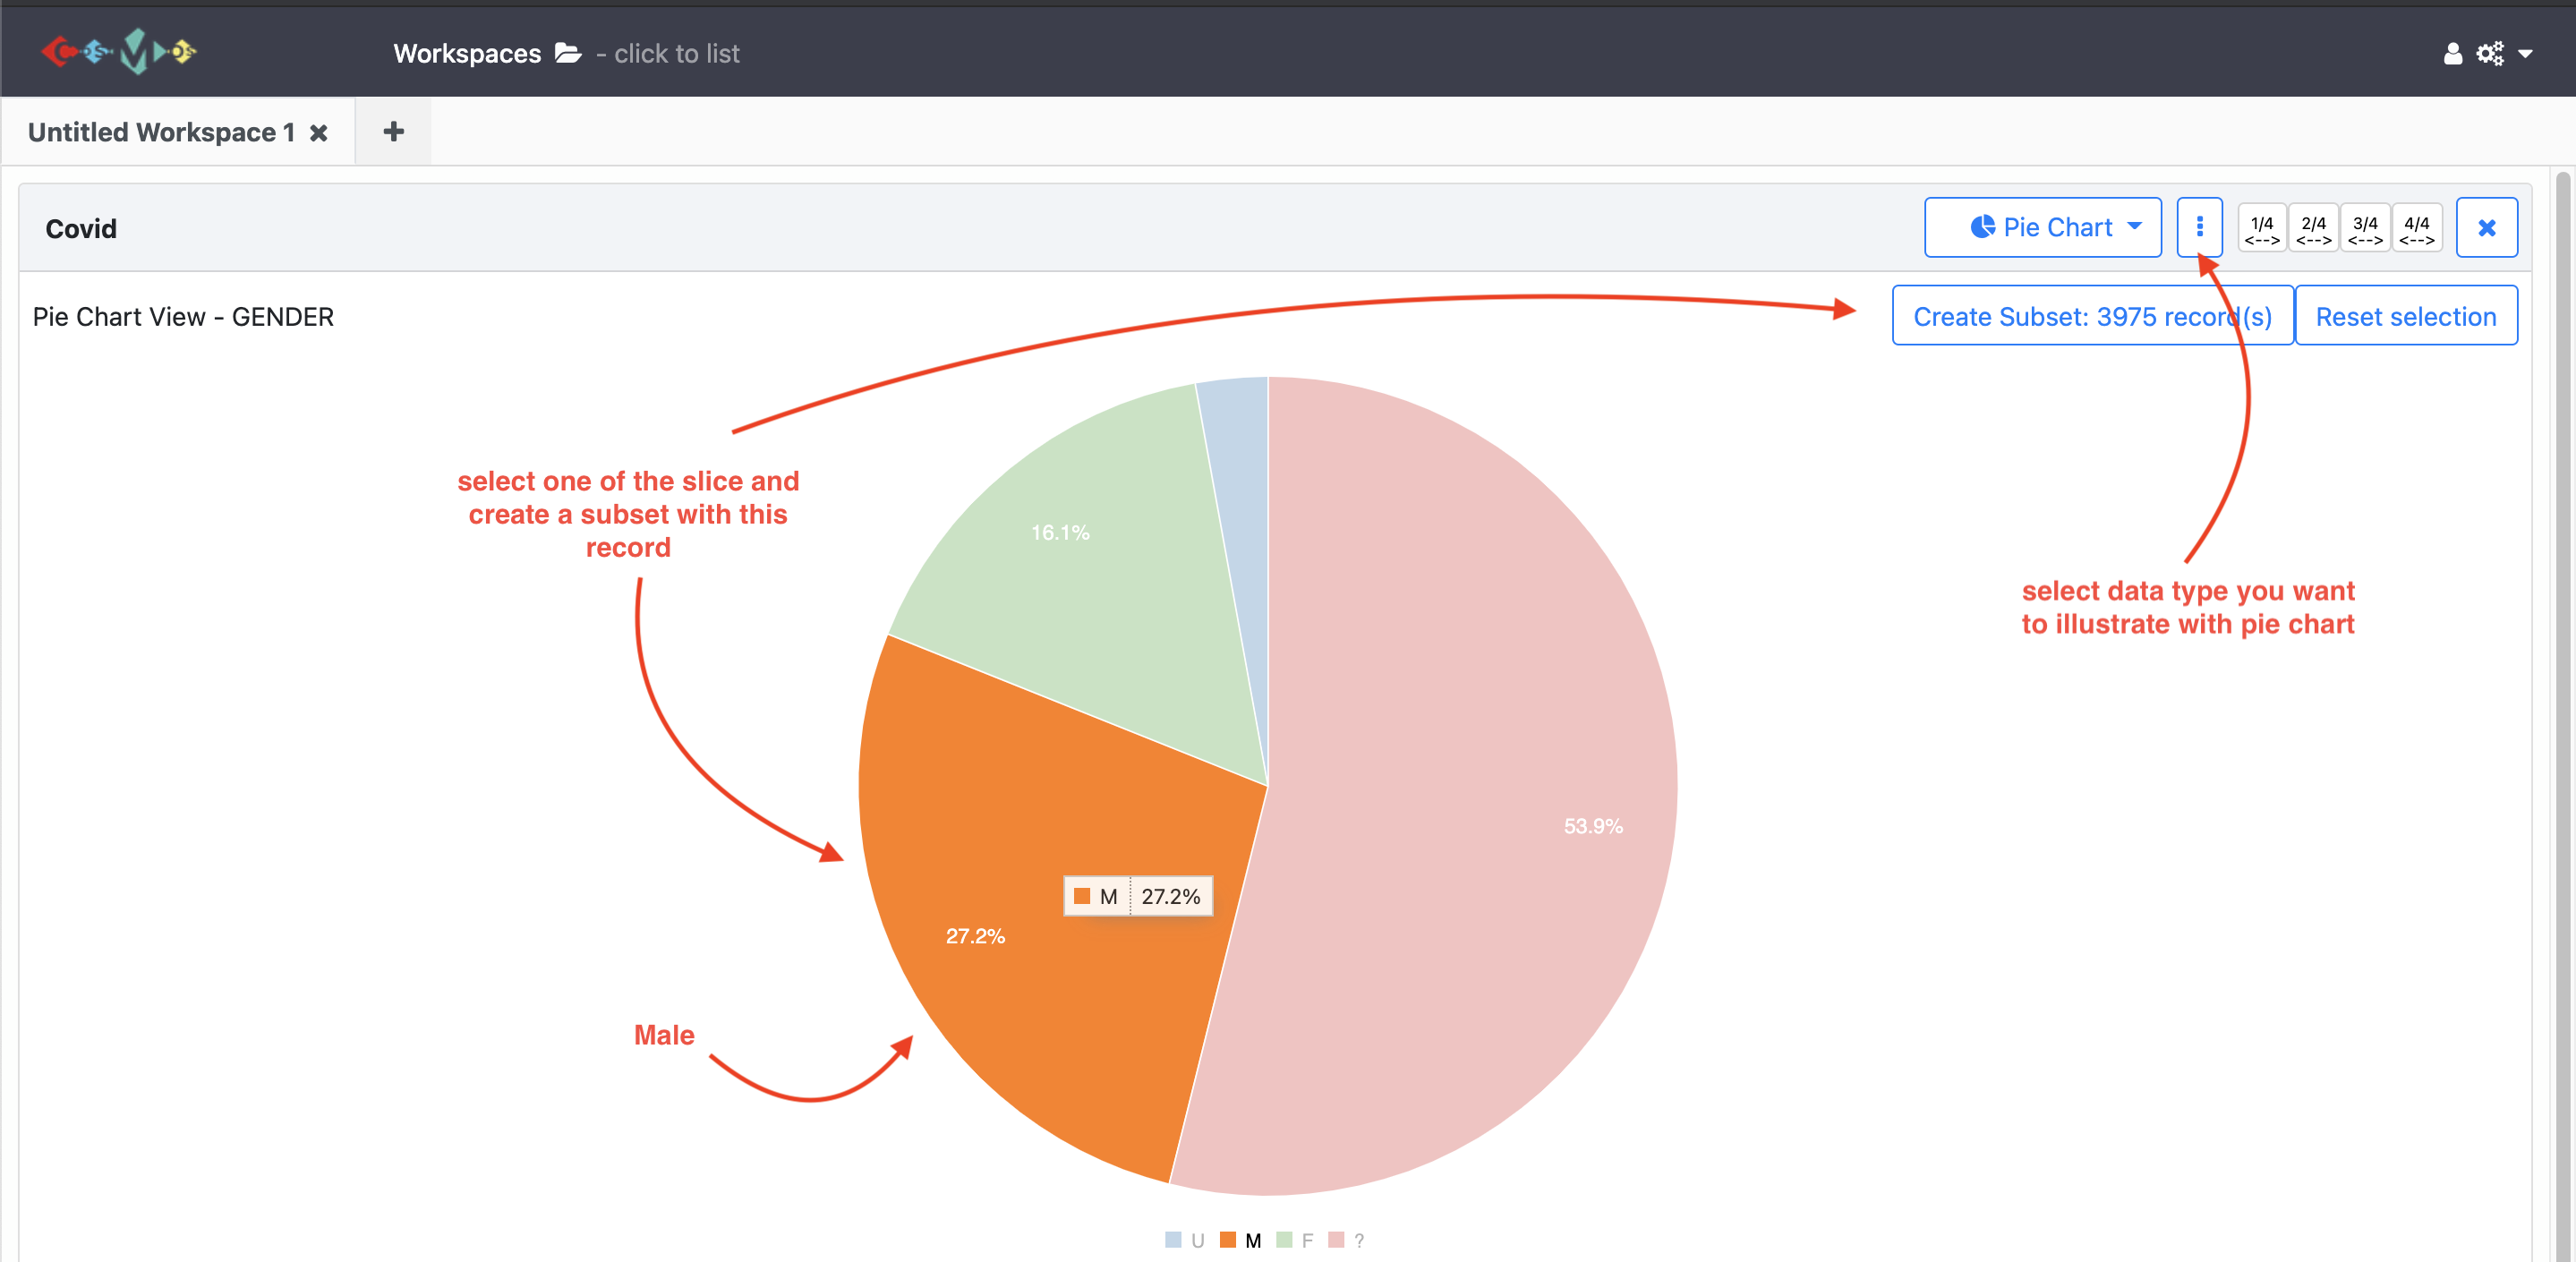 Workspaces - click to list
Untitled Workspace 1
Covid
Pie Chart
1/4 2/4 3/4 4/4
<--> <--> <--> <-->
Pie Chart View - GENDER
Create Subset: 3975 record(s)
Reset selection
select one of the slice and
create a subset with this
record
16.1%
select data type you want
to illustrate with pie chart
53.9%
M 27.2%
27.2%
Male
U M F ?